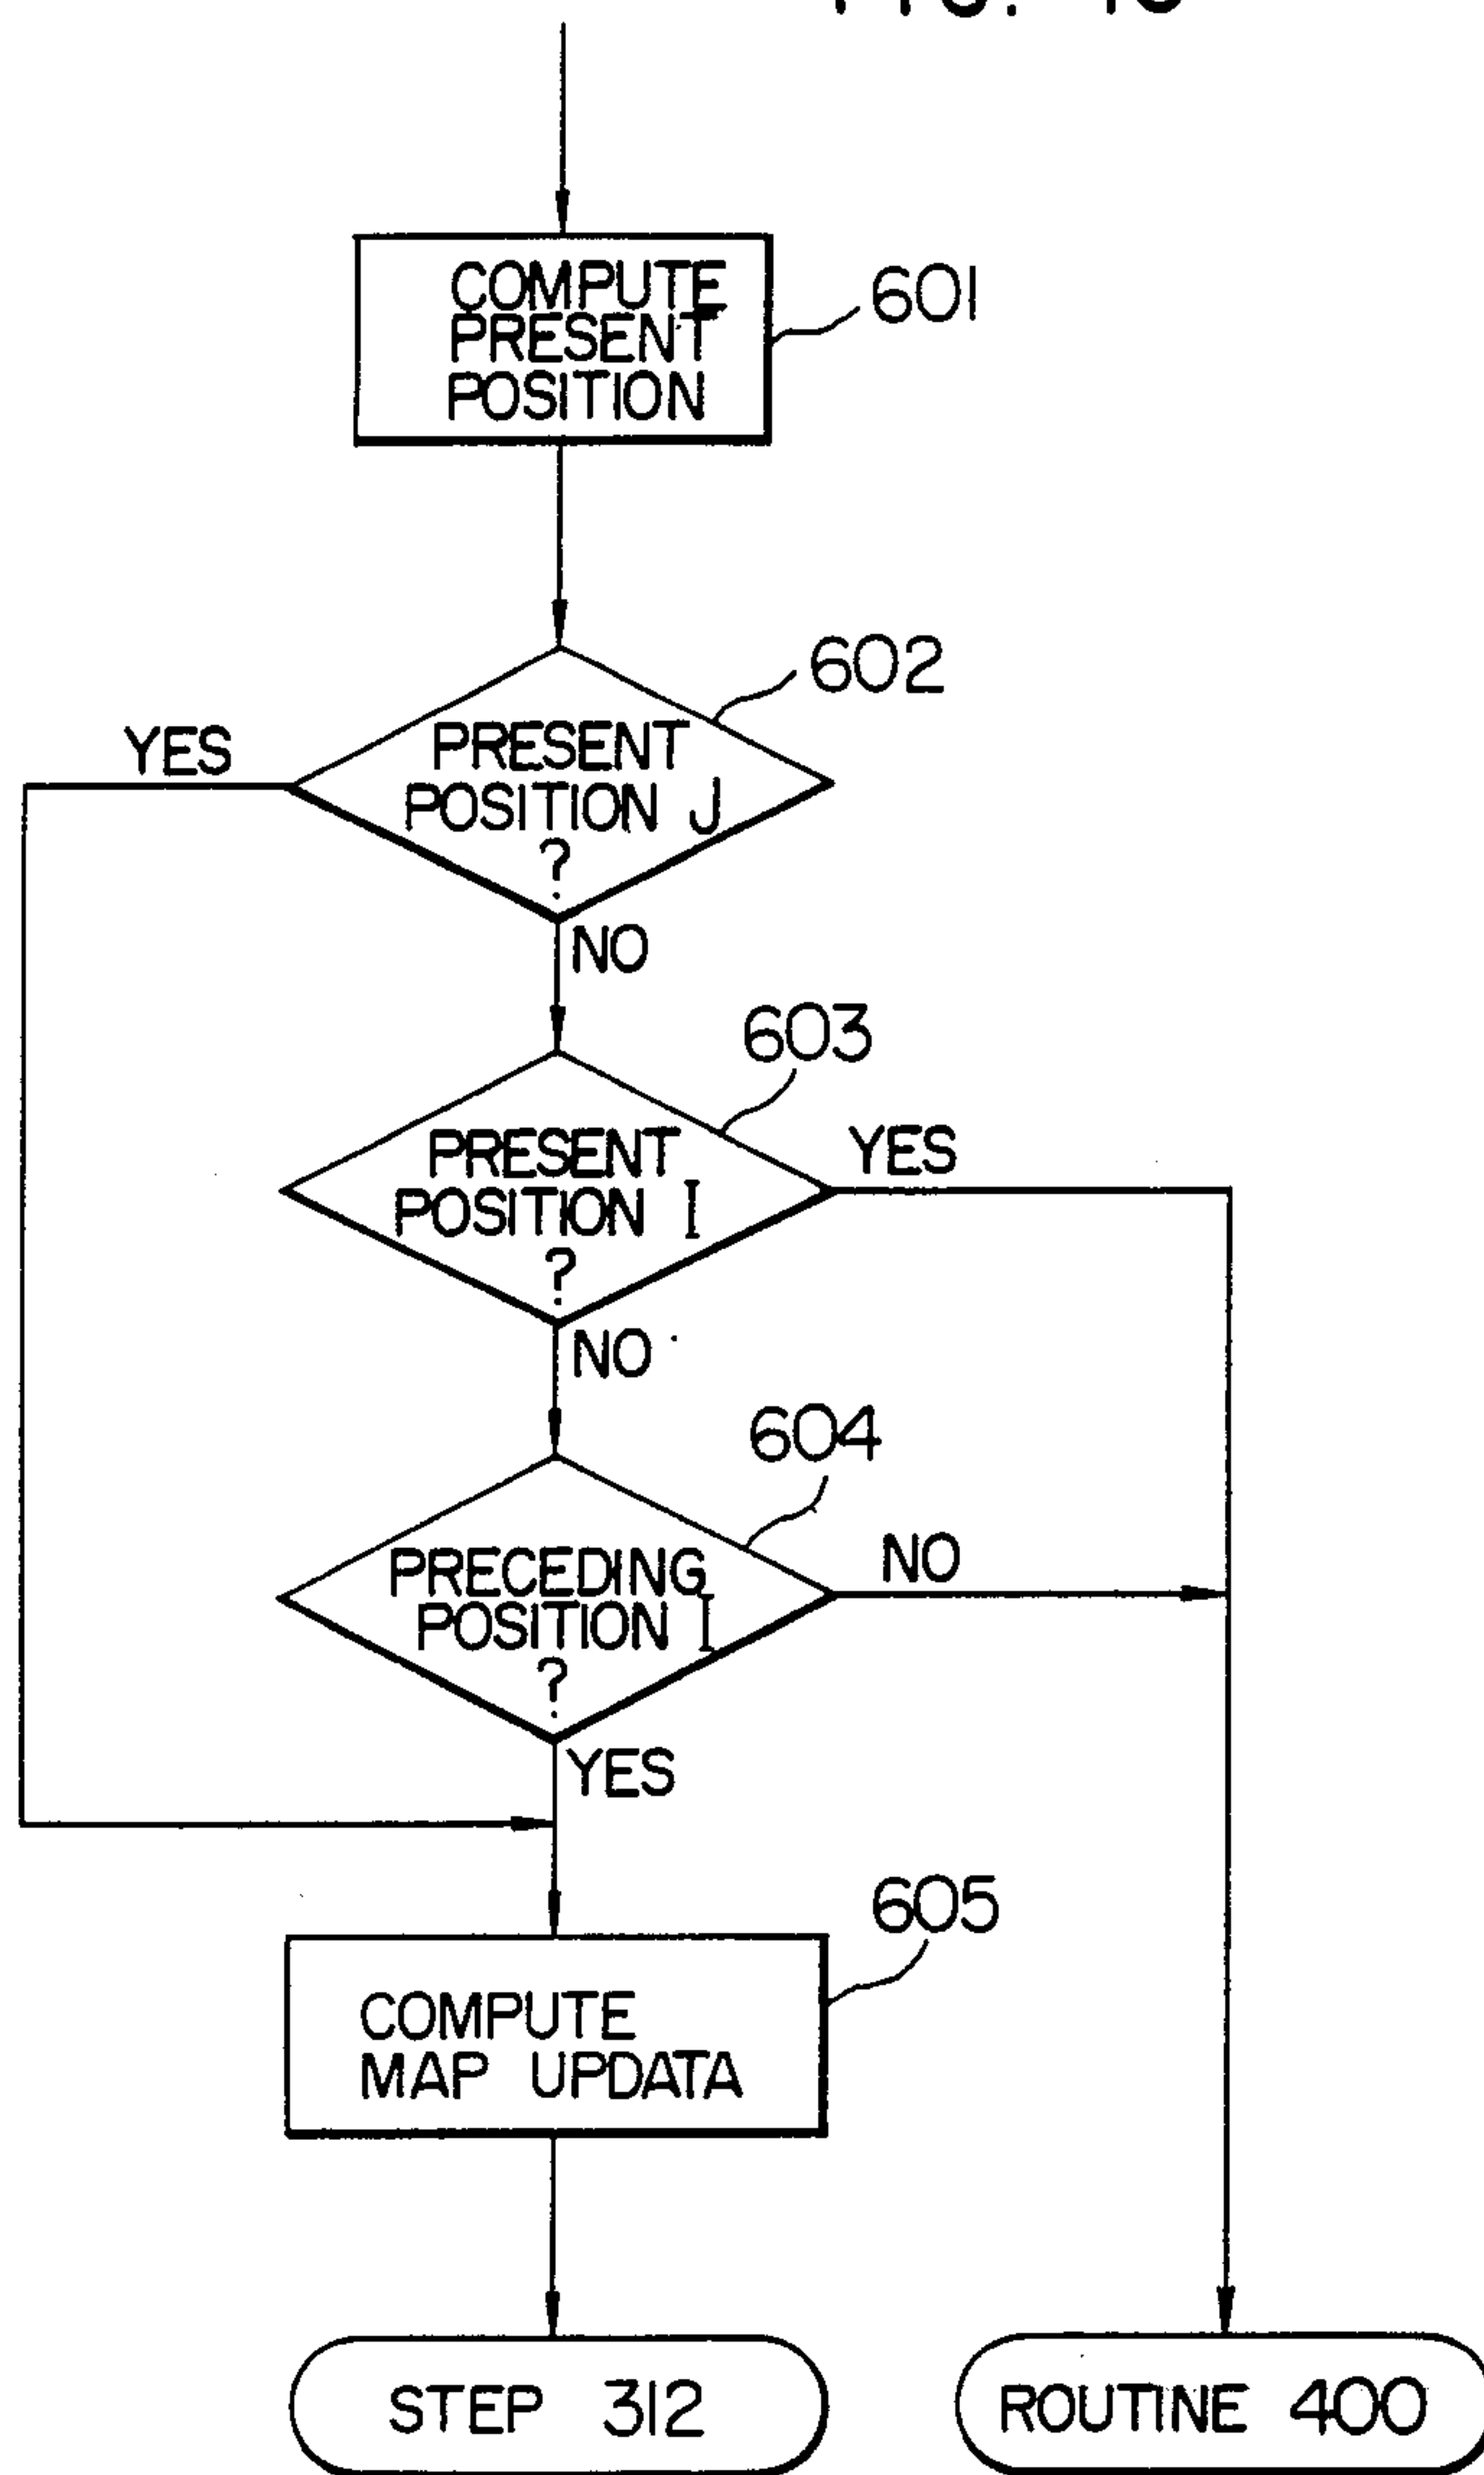 COMPUTE
PRESENT
POSITION
601
602
YES
PRESENT
POSITION J
?
NO
603
PRESENT
POSITION I
?
YES
NO
604
PRECEDING
POSITION I
?
NO
YES
605
COMPUTE
MAP UPDATA
STEP 312
ROUTINE 400